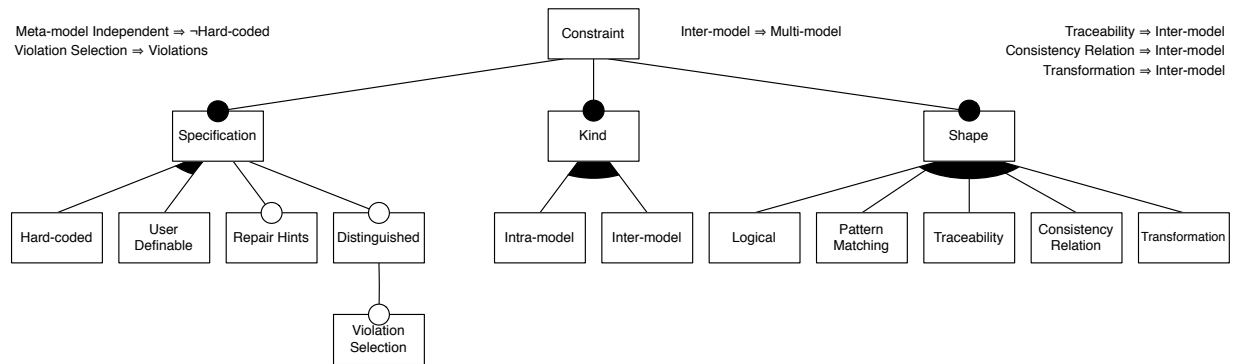 Meta-model Independent ⇒ ¬Hard-coded
Violation Selection ⇒ Violations
Constraint
Inter-model ⇒ Multi-model
Traceability ⇒ Inter-model
Consistency Relation ⇒ Inter-model
Transformation ⇒ Inter-model
Specification
Kind
Shape
Hard-coded
User
Definable
Repair Hints
Distinguished
Intra-model
Inter-model
Logical
Pattern
Matching
Traceability
Consistency
Relation
Transformation
Violation
Selection